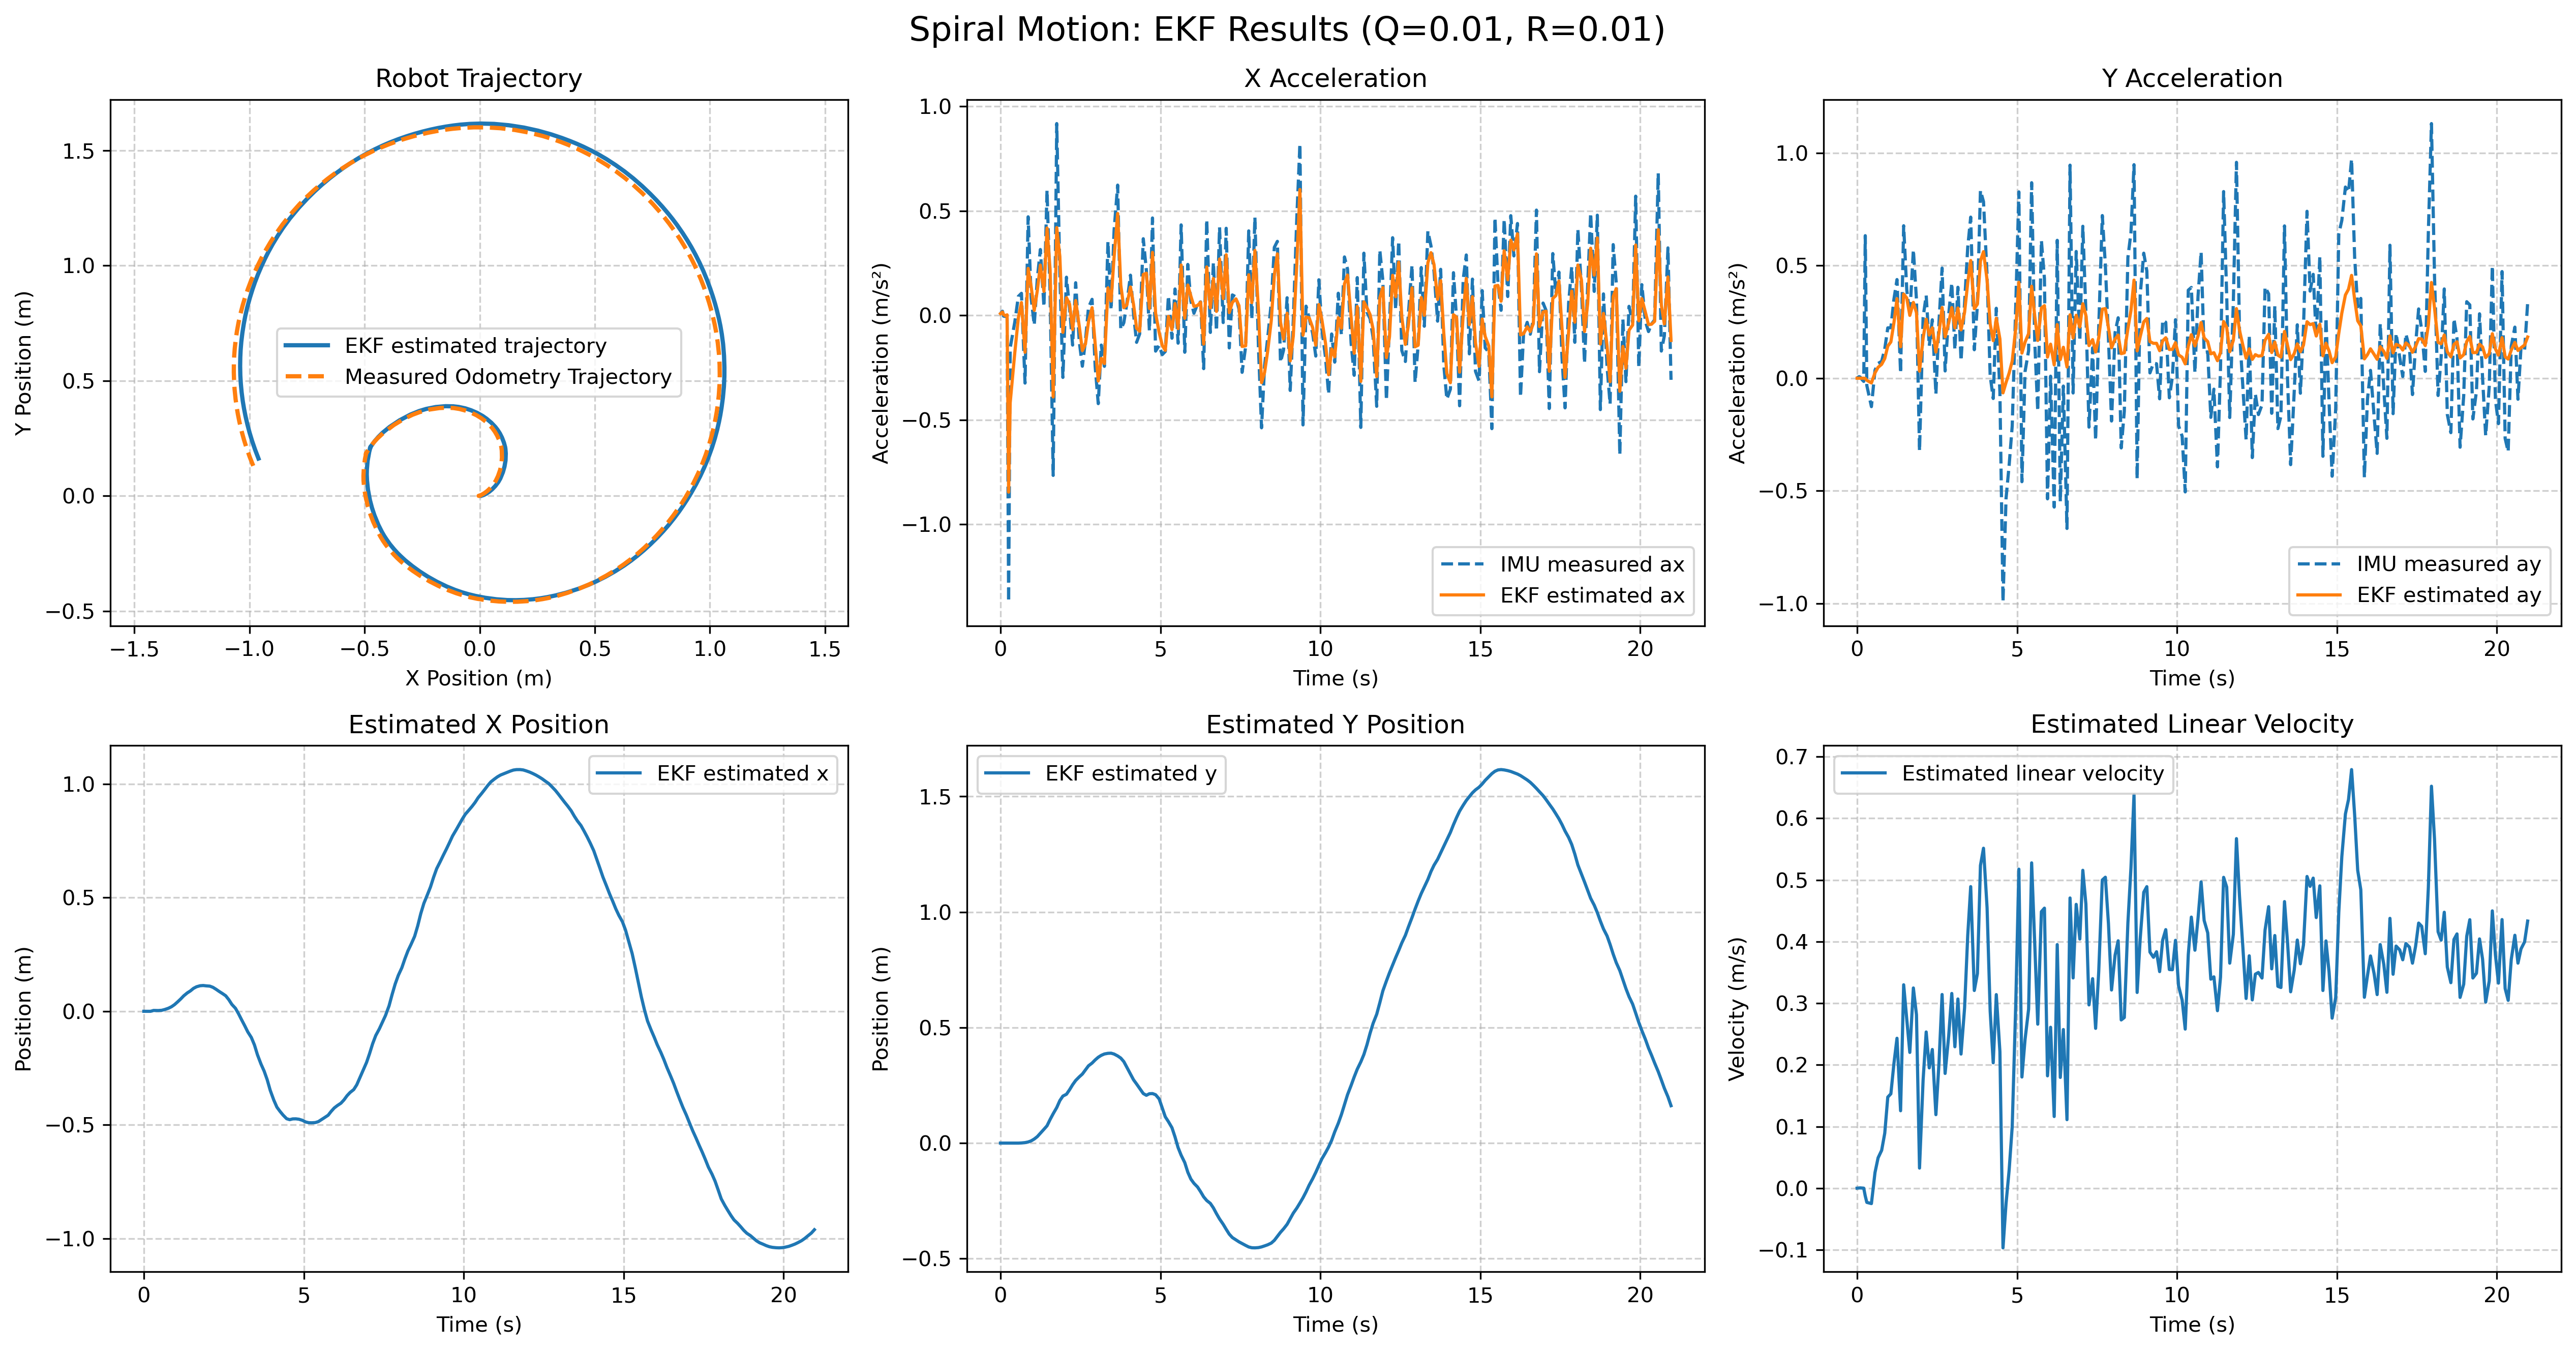 Spiral Motion: EKF Results (Q=0.01, R=0.01)
Robot Trajectory
1.5
1.0
0.5
0.0
−0.5
−1.5
−1.0
−0.5
0.0
0.5
1.0
1.5
Y Position (m)
X Position (m)
EKF estimated trajectory
Measured Odometry Trajectory
X Acceleration
1.0
0.5
0.0
−0.5
−1.0
0
5
10
15
20
Acceleration (m/s²)
Time (s)
IMU measured ax
EKF estimated ax
Y Acceleration
1.0
0.5
0.0
−0.5
−1.0
0
5
10
15
20
Acceleration (m/s²)
Time (s)
IMU measured ay
EKF estimated ay
Estimated X Position
1.0
0.5
0.0
−0.5
−1.0
0
5
10
15
20
Position (m)
Time (s)
EKF estimated x
Estimated Y Position
1.5
1.0
0.5
0.0
−0.5
0
5
10
15
20
Position (m)
Time (s)
EKF estimated y
Estimated Linear Velocity
0.7
0.6
0.5
0.4
0.3
0.2
0.1
0.0
−0.1
0
5
10
15
20
Velocity (m/s)
Time (s)
Estimated linear velocity